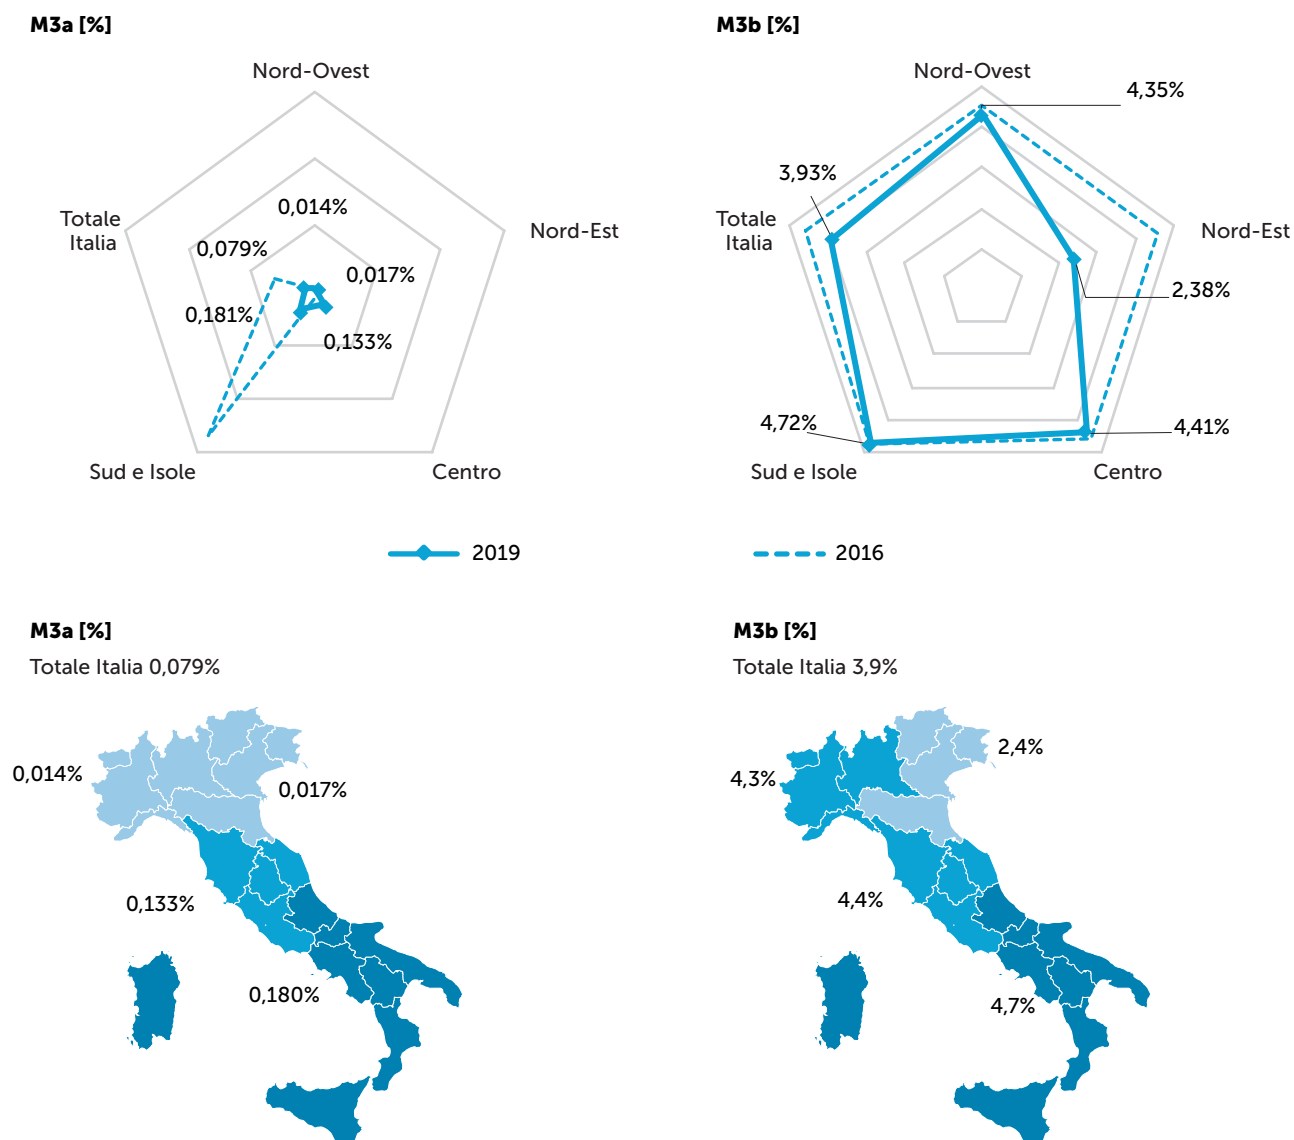 M3a [%]
M3b [%]
Nord-Ovest
Nord-Est
Centro
Sud e Isole
Totale
Italia
0,014%
0,017%
0,133%
0,181%
0,079%
Nord-Ovest
Nord-Est
Centro
Sud e Isole
Totale
Italia
4,35%
2,38%
4,41%
4,72%
3,93%
2019
2016
M3a [%]
Totale Italia 0,079%
0,014%
0,017%
0,133%
0,180%
M3b [%]
Totale Italia 3,9%
2,4%
4,3%
4,4%
4,7%